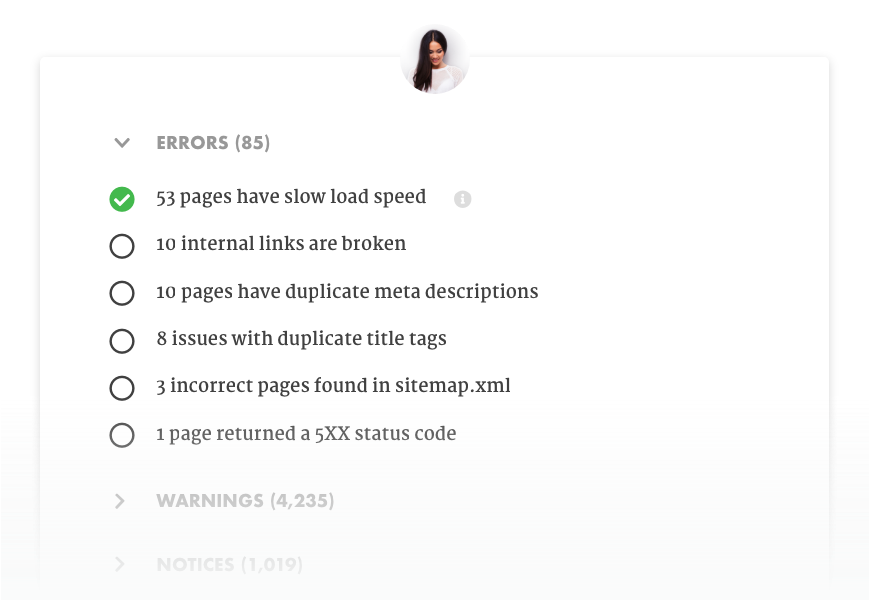 ERRORS (85)
53 pages have slow load speed
10 internal links are broken
10 pages have duplicate meta descriptions
8 issues with duplicate title tags
3 incorrect pages found in sitemap.xml
1 page returned a 5XX status code
WARNINGS (4,235)
NOTICES (1,019)